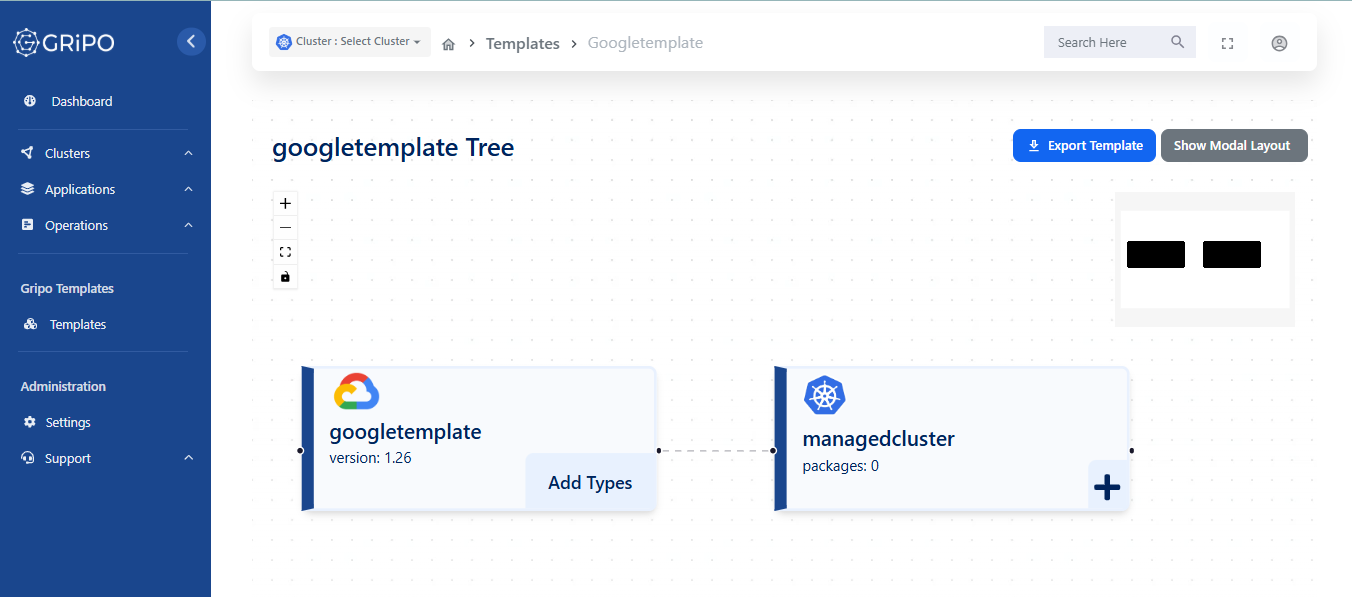 GRiPO
Cluster : Select Cluster
Templates
Googletemplate
Search Here
Dashboard
Clusters
Applications
Operations
Gripo Templates
Templates
Administration
Settings
Support
googletemplate Tree
Export Template
Show Modal Layout
googletemplate
version: 1.26
Add Types
managedcluster
packages: 0